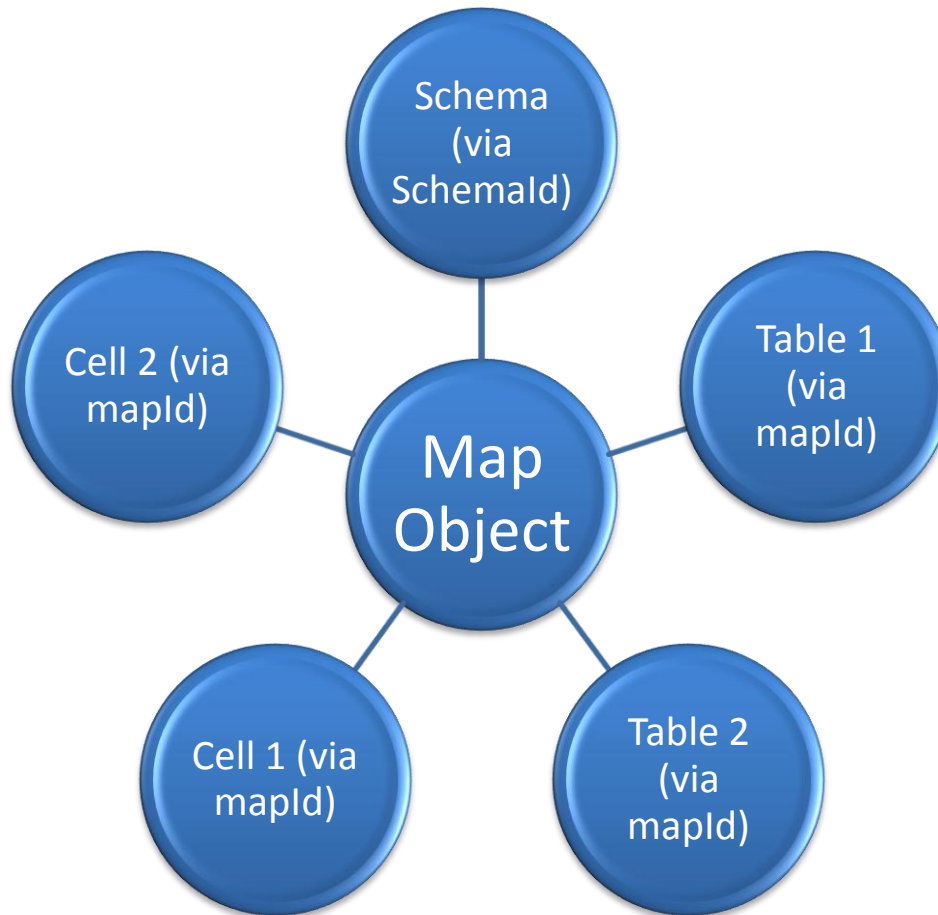 Schema
(via
SchemaId)
Cell 2 (via
mapId)
Table 1
(via
mapId)
Map
Object
Cell 1 (via
mapId)
Table 2
(via
mapId)